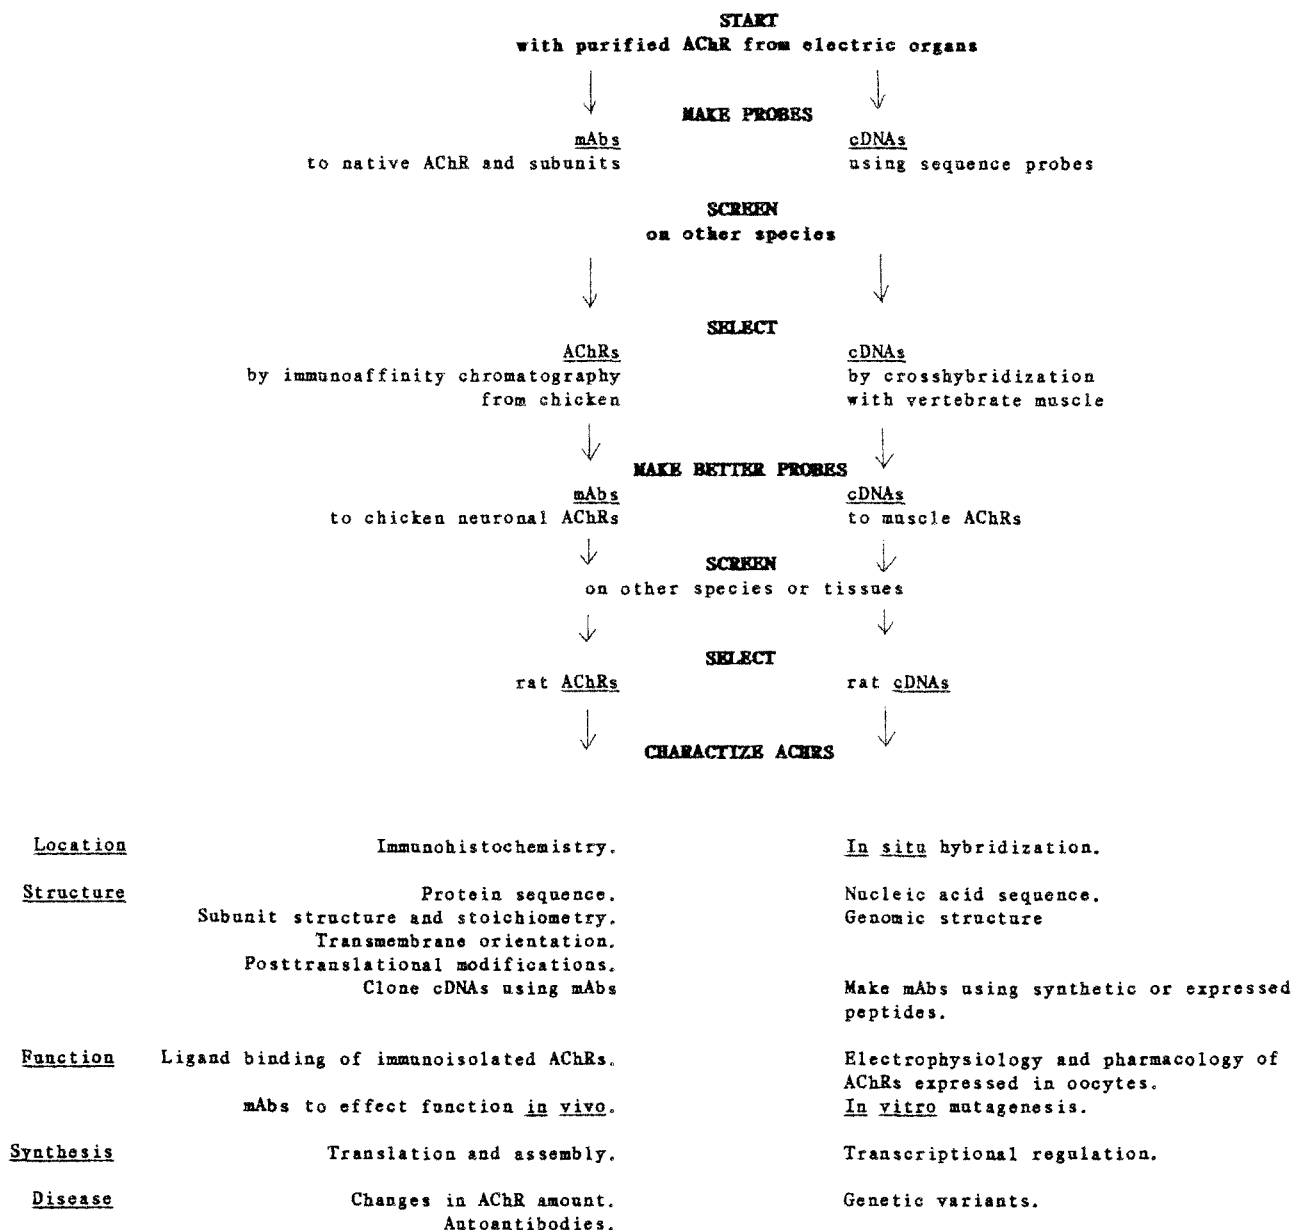 START
with purified AChR from electric organs
MAKE PROBES
mAbs cDNAs
to native AChR and subunits using sequence probes
SCREEN
on other species
SELECT
AChRs cDNAs
by immunoaffinity chromatography by crosshybridization
from chicken with vertebrate muscle
MAKE BETTER PROBES
mAbs cDNAs
to chicken neuronal AChRs to muscle AChRs
SCREEN
on other species or tissues
SELECT
rat AChRs rat cDNAs
CHARACTIZE ACHRS
Location Immunohistochemistry. In situ hybridization.
Structure Protein sequence. Nucleic acid sequence.
Subunit structure and stoichiometry. Genomic structure
Transmembrane orientation.
Posttranslational modifications.
Clone cDNAs using mAbs Make mAbs using synthetic or expressed
peptides.
Function Ligand binding of immunoisolated AChRs. Electrophysiology and pharmacology of
AChRs expressed in oocytes.
mAbs to effect function in vivo. In vitro mutagenesis.
Synthesis Translation and assembly. Transcriptional regulation.
Disease Changes in AChR amount. Genetic variants.
Autoantibodies.